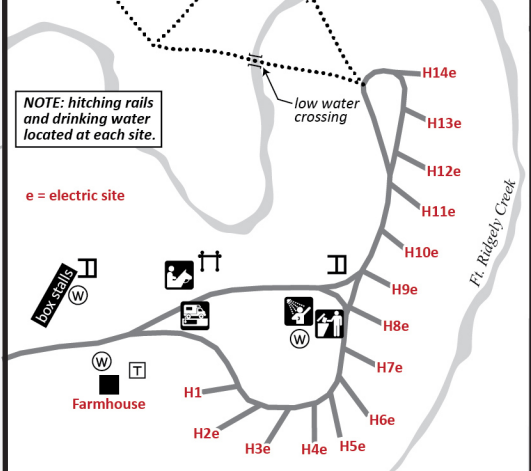 H14e
low water
crossing
NOTE: hitching rails
and drinking water
located at each site.
H13e
H12e
e = electric site
H11e
Ft. Ridgely Creek
H10e
box stalls
W
H9e
H8e
W
W
T
H7e
Farmhouse
H1
H6e
H2e
H3e
H4e
H5e